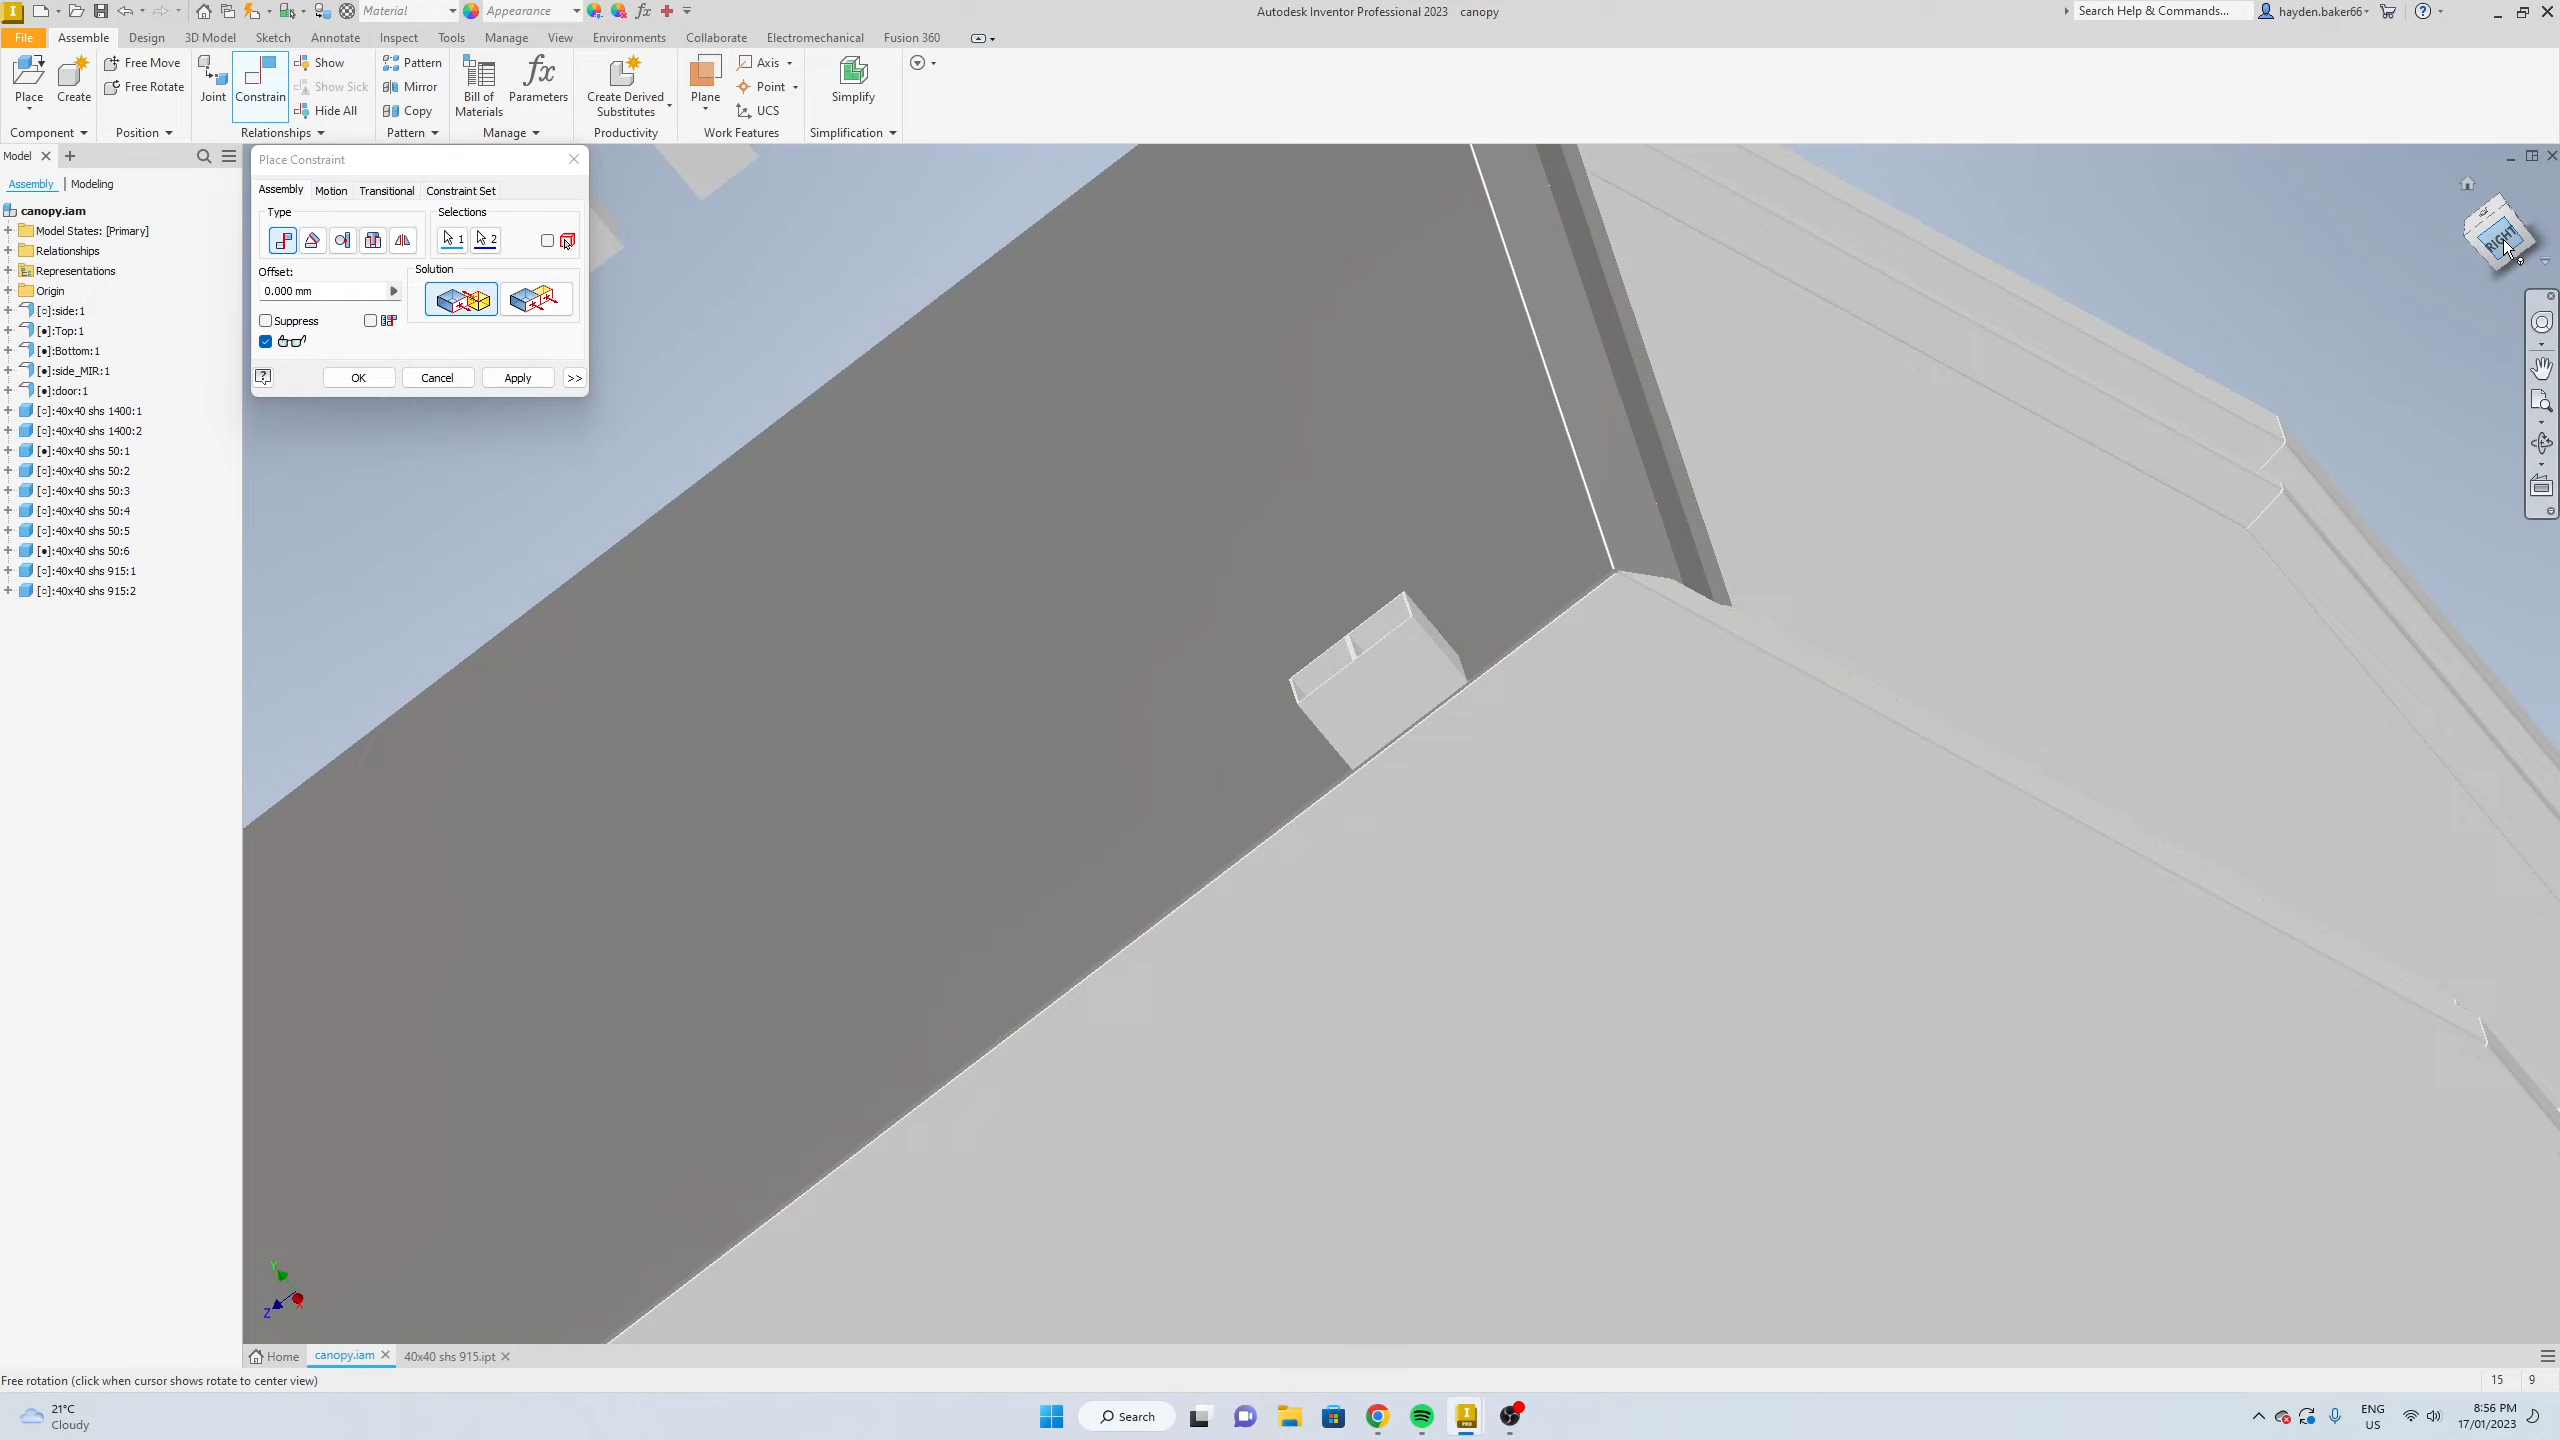 Material
Appearance
Autodesk Inventor Professional 2023 canopy
Search Help & Commands...
hayden.baker66
File
Assemble
Design
3D Model
Sketch
Annotate
Inspect
Tools
Manage
View
Environments
Collaborate
Electromechanical
Fusion 360
Place
Create
Free Move
Free Rotate
Joint
Constrain
Show
Show Sick
Hide All
Pattern
Mirror
Copy
Bill of
Materials
fx
Parameters
Create Derived
Substitutes
Plane
Axis
Point
UCS
Simplify
Component
Position
Relationships
Pattern
Manage
Productivity
Work Features
Simplification
Model
Assembly
Modeling
canopy.iam
Model States: [Primary]
Relationships
Representations
Origin
[○]:side:1
[●]:Top:1
[●]:Bottom:1
[●]:side_MIR:1
[●]:door:1
[○]:40x40 shs 1400:1
[○]:40x40 shs 1400:2
[●]:40x40 shs 50:1
[○]:40x40 shs 50:2
[○]:40x40 shs 50:3
[○]:40x40 shs 50:4
[○]:40x40 shs 50:5
[●]:40x40 shs 50:6
[○]:40x40 shs 915:1
[○]:40x40 shs 915:2
Place Constraint
Assembly
Motion
Transitional
Constraint Set
Type
Selections
1
2
Offset:
0.000 mm
Solution
Suppress
OK
Cancel
Apply
>>
RIGHT
Y
Z
X
Home
canopy.iam
40x40 shs 915.ipt
Free rotation (click when cursor shows rotate to center view)
15
9
21°C
Cloudy
Search
ENG
US
8:56 PM
17/01/2023